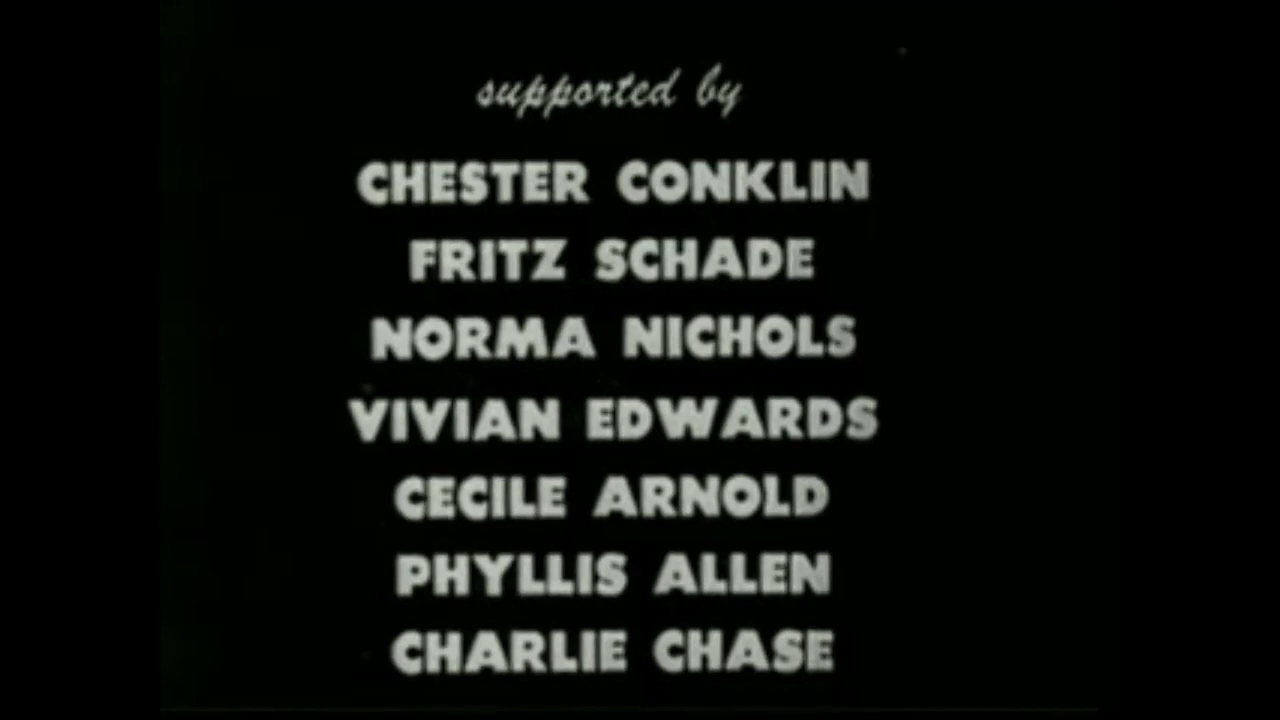 supported by
CHESTER CONKLIN
FRITZ SCHADE
NORMA NICHOLS
VIVIAN EDWARDS
CECILE ARNOLD
PHYLLIS ALLEN
CHARLIE CHASE